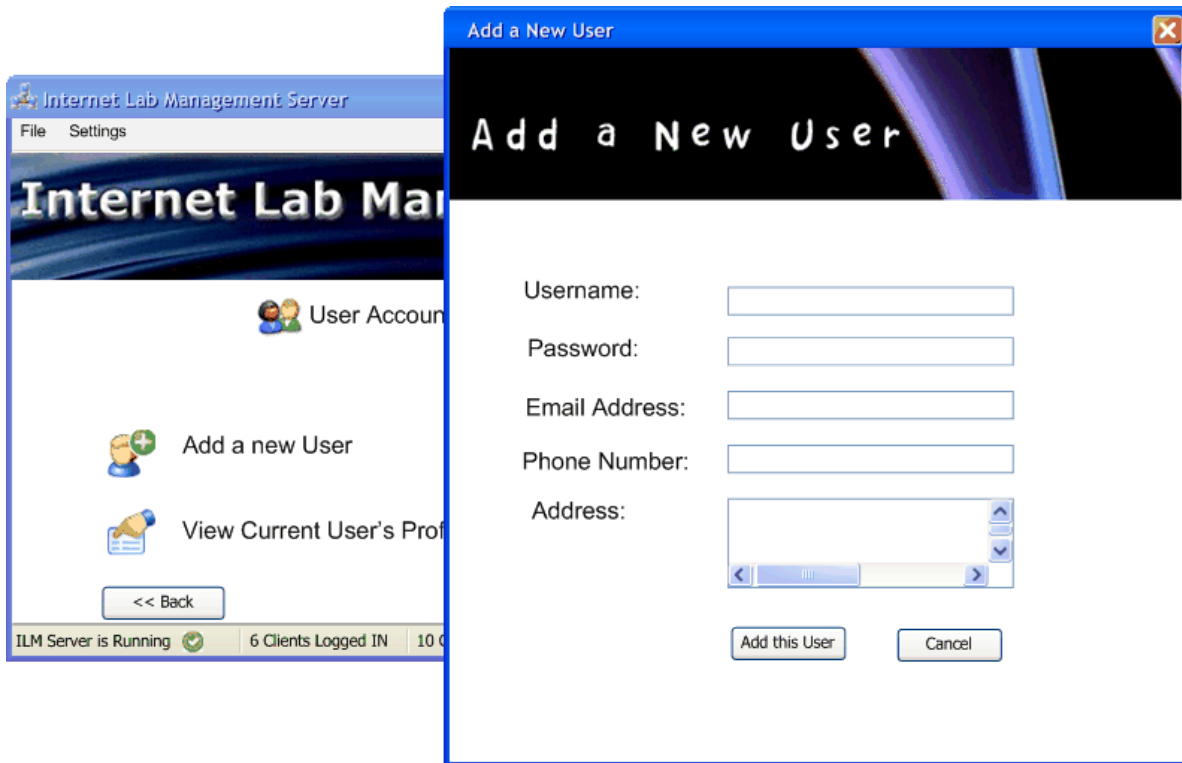 Internet Lab Management Server
File Settings
Internet Lab
User Accoun
Add a new User
View Current User's Prof
<< Back
ILM Server is Running 6 Clients Logged IN 10
Add a New User
Add a New User
Username:
Password:
Email Address:
Phone Number:
Address:
Add this User Cancel